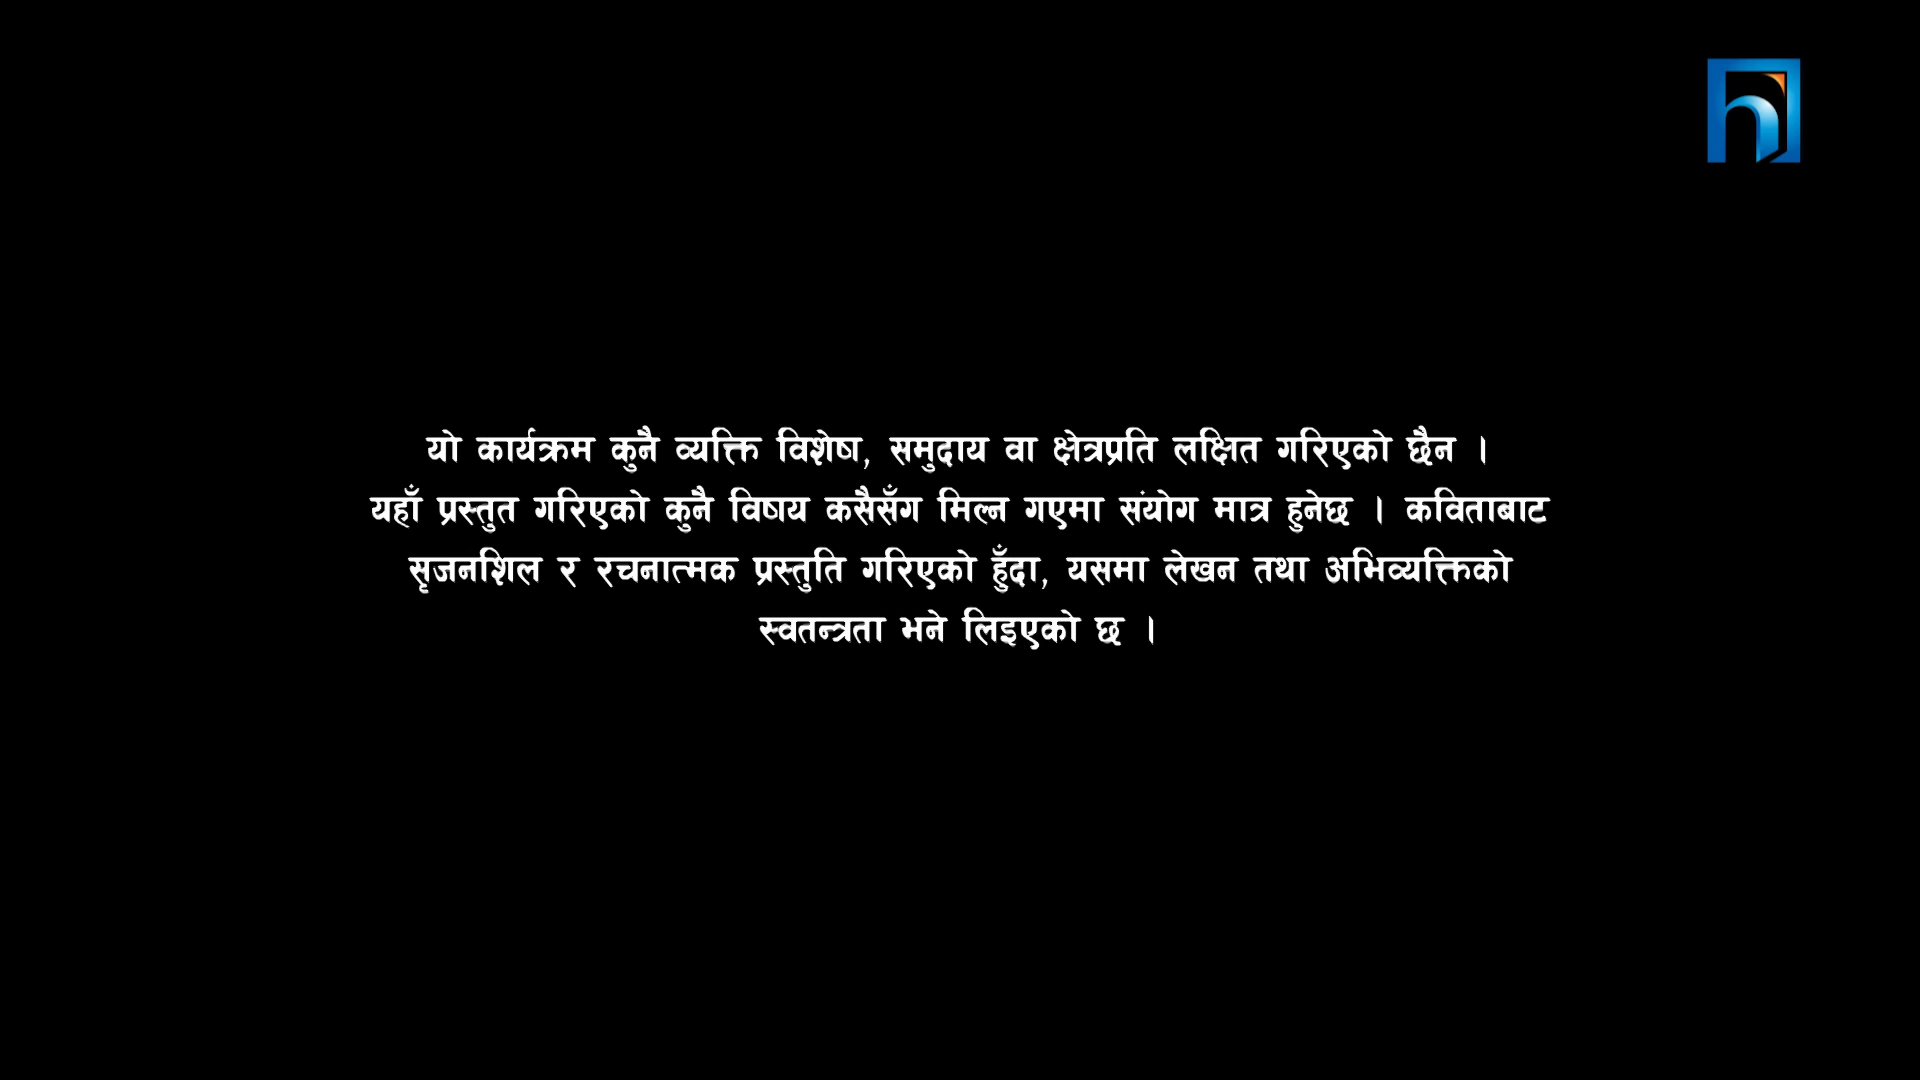 यो कार्यक्रम कुनै व्यक्ति विशेष, समुदाय वा क्षेत्रप्रति लक्षित गरिएको छैन ।
यहाँ प्रस्तुत गरिएको कुनै विषय कसैसँग मिल्न गएमा संयोग मात्र हुनेछ । कविताबाट
सृजनशिल र रचनात्मक प्रस्तुति गरिएको हुँदा, यसमा लेखन तथा अभिव्यक्तिको
स्वतन्त्रता भने लिइएको छ ।